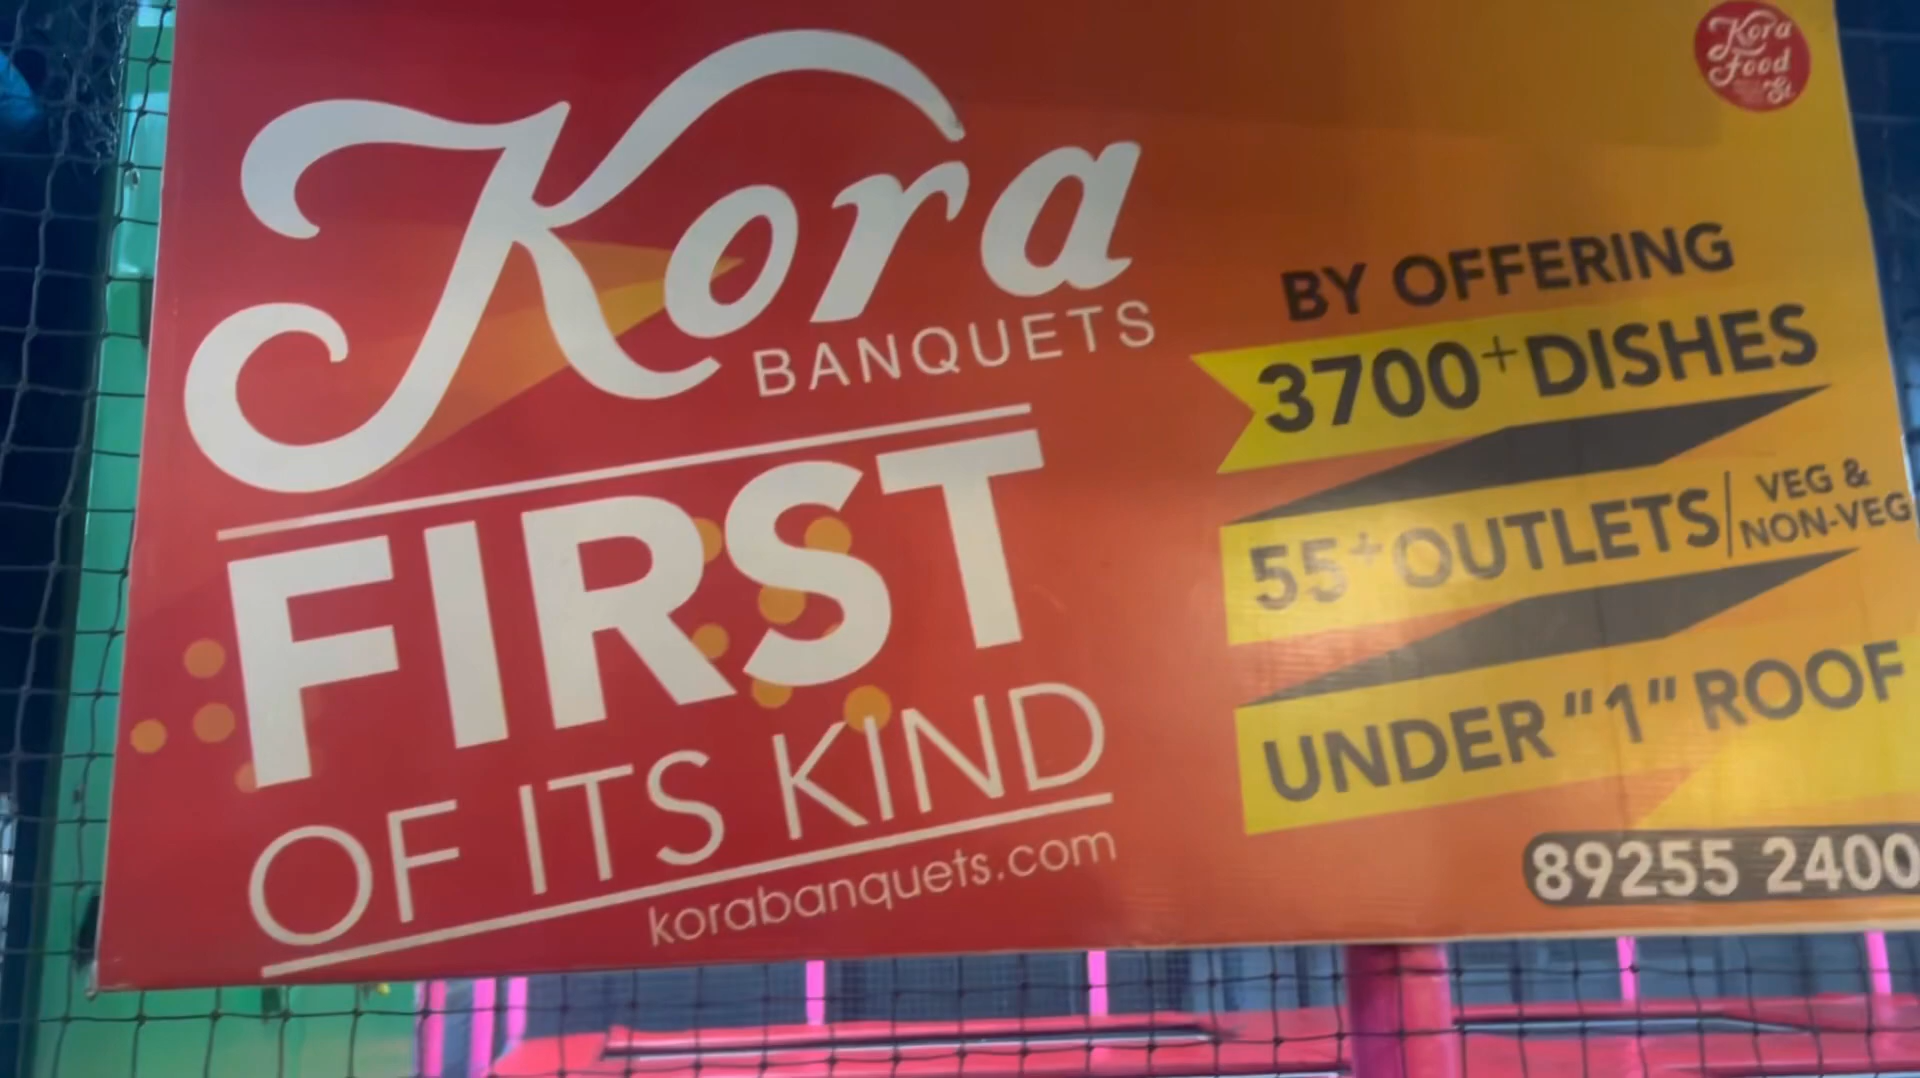 Kora
BANQUETS
FIRST
OF ITS KIND
korabanquets.com
Kora
Food
St.
BY OFFERING
3700+ DISHES
55+ OUTLETS/ VEG &
NON-VEG
UNDER "1" ROOF
89255 2400